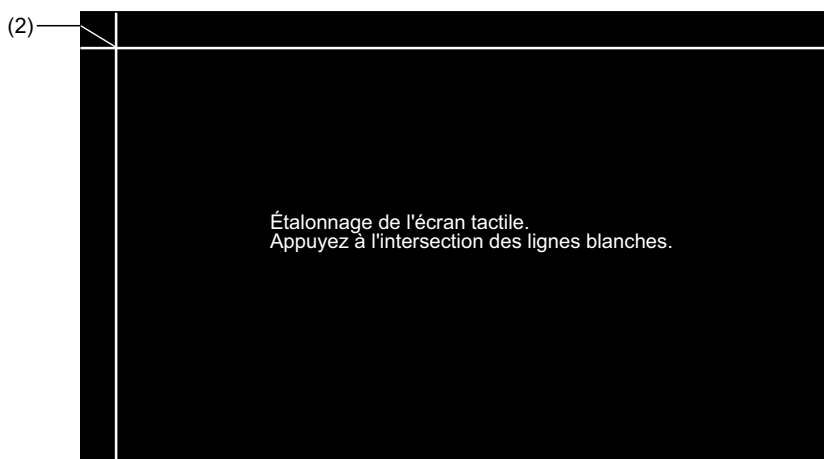 (2)
Étalonnage de l'écran tactile.
Appuyez à l'intersection des lignes blanches.